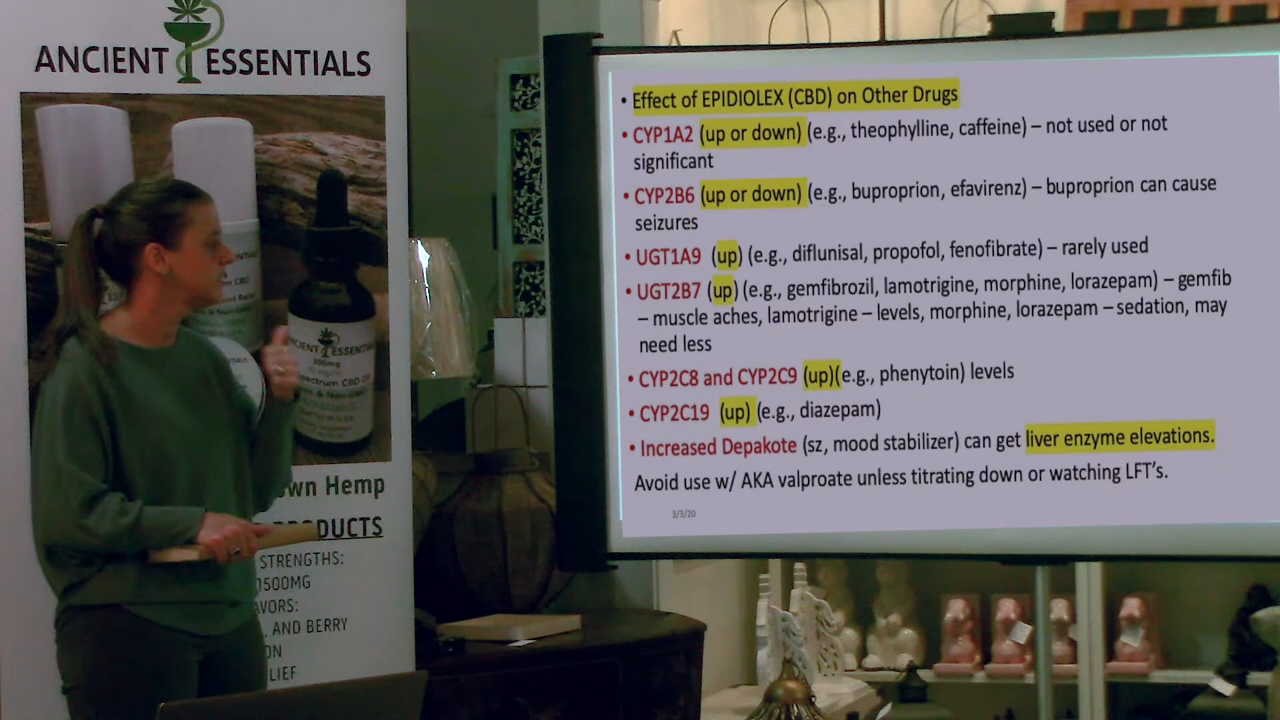 ANCIENT ESSENTIALS
• Effect of EPIDIOLEX (CBD) on Other Drugs
• CYP1A2 (up or down) (e.g., theophylline, caffeine) – not used or not
significant
• CYP2B6 (up or down) (e.g., buproprion, efavirenz) – buproprion can cause
seizures
• UGT1A9 (up) (e.g., diflunisal, propofol, fenofibrate) – rarely used
• UGT2B7 (up) (e.g., gemfibrozil, lamotrigine, morphine, lorazepam) – gemfib
– muscle aches, lamotrigine – levels, morphine, lorazepam – sedation, may
need less
• CYP2C8 and CYP2C9 (up)(e.g., phenytoin) levels
• CYP2C19 (up) (e.g., diazepam)
• Increased Depakote (sz, mood stabilizer) can get liver enzyme elevations.
Avoid use w/ AKA valproate unless titrating down or watching LFT's.
3/3/20
ANCIENT ESSENTIALS
Spectrum CBD
wn Hemp
PRODUCTS
STRENGTHS:
1500MG
AVORS:
AND BERRY
ON
LIEF